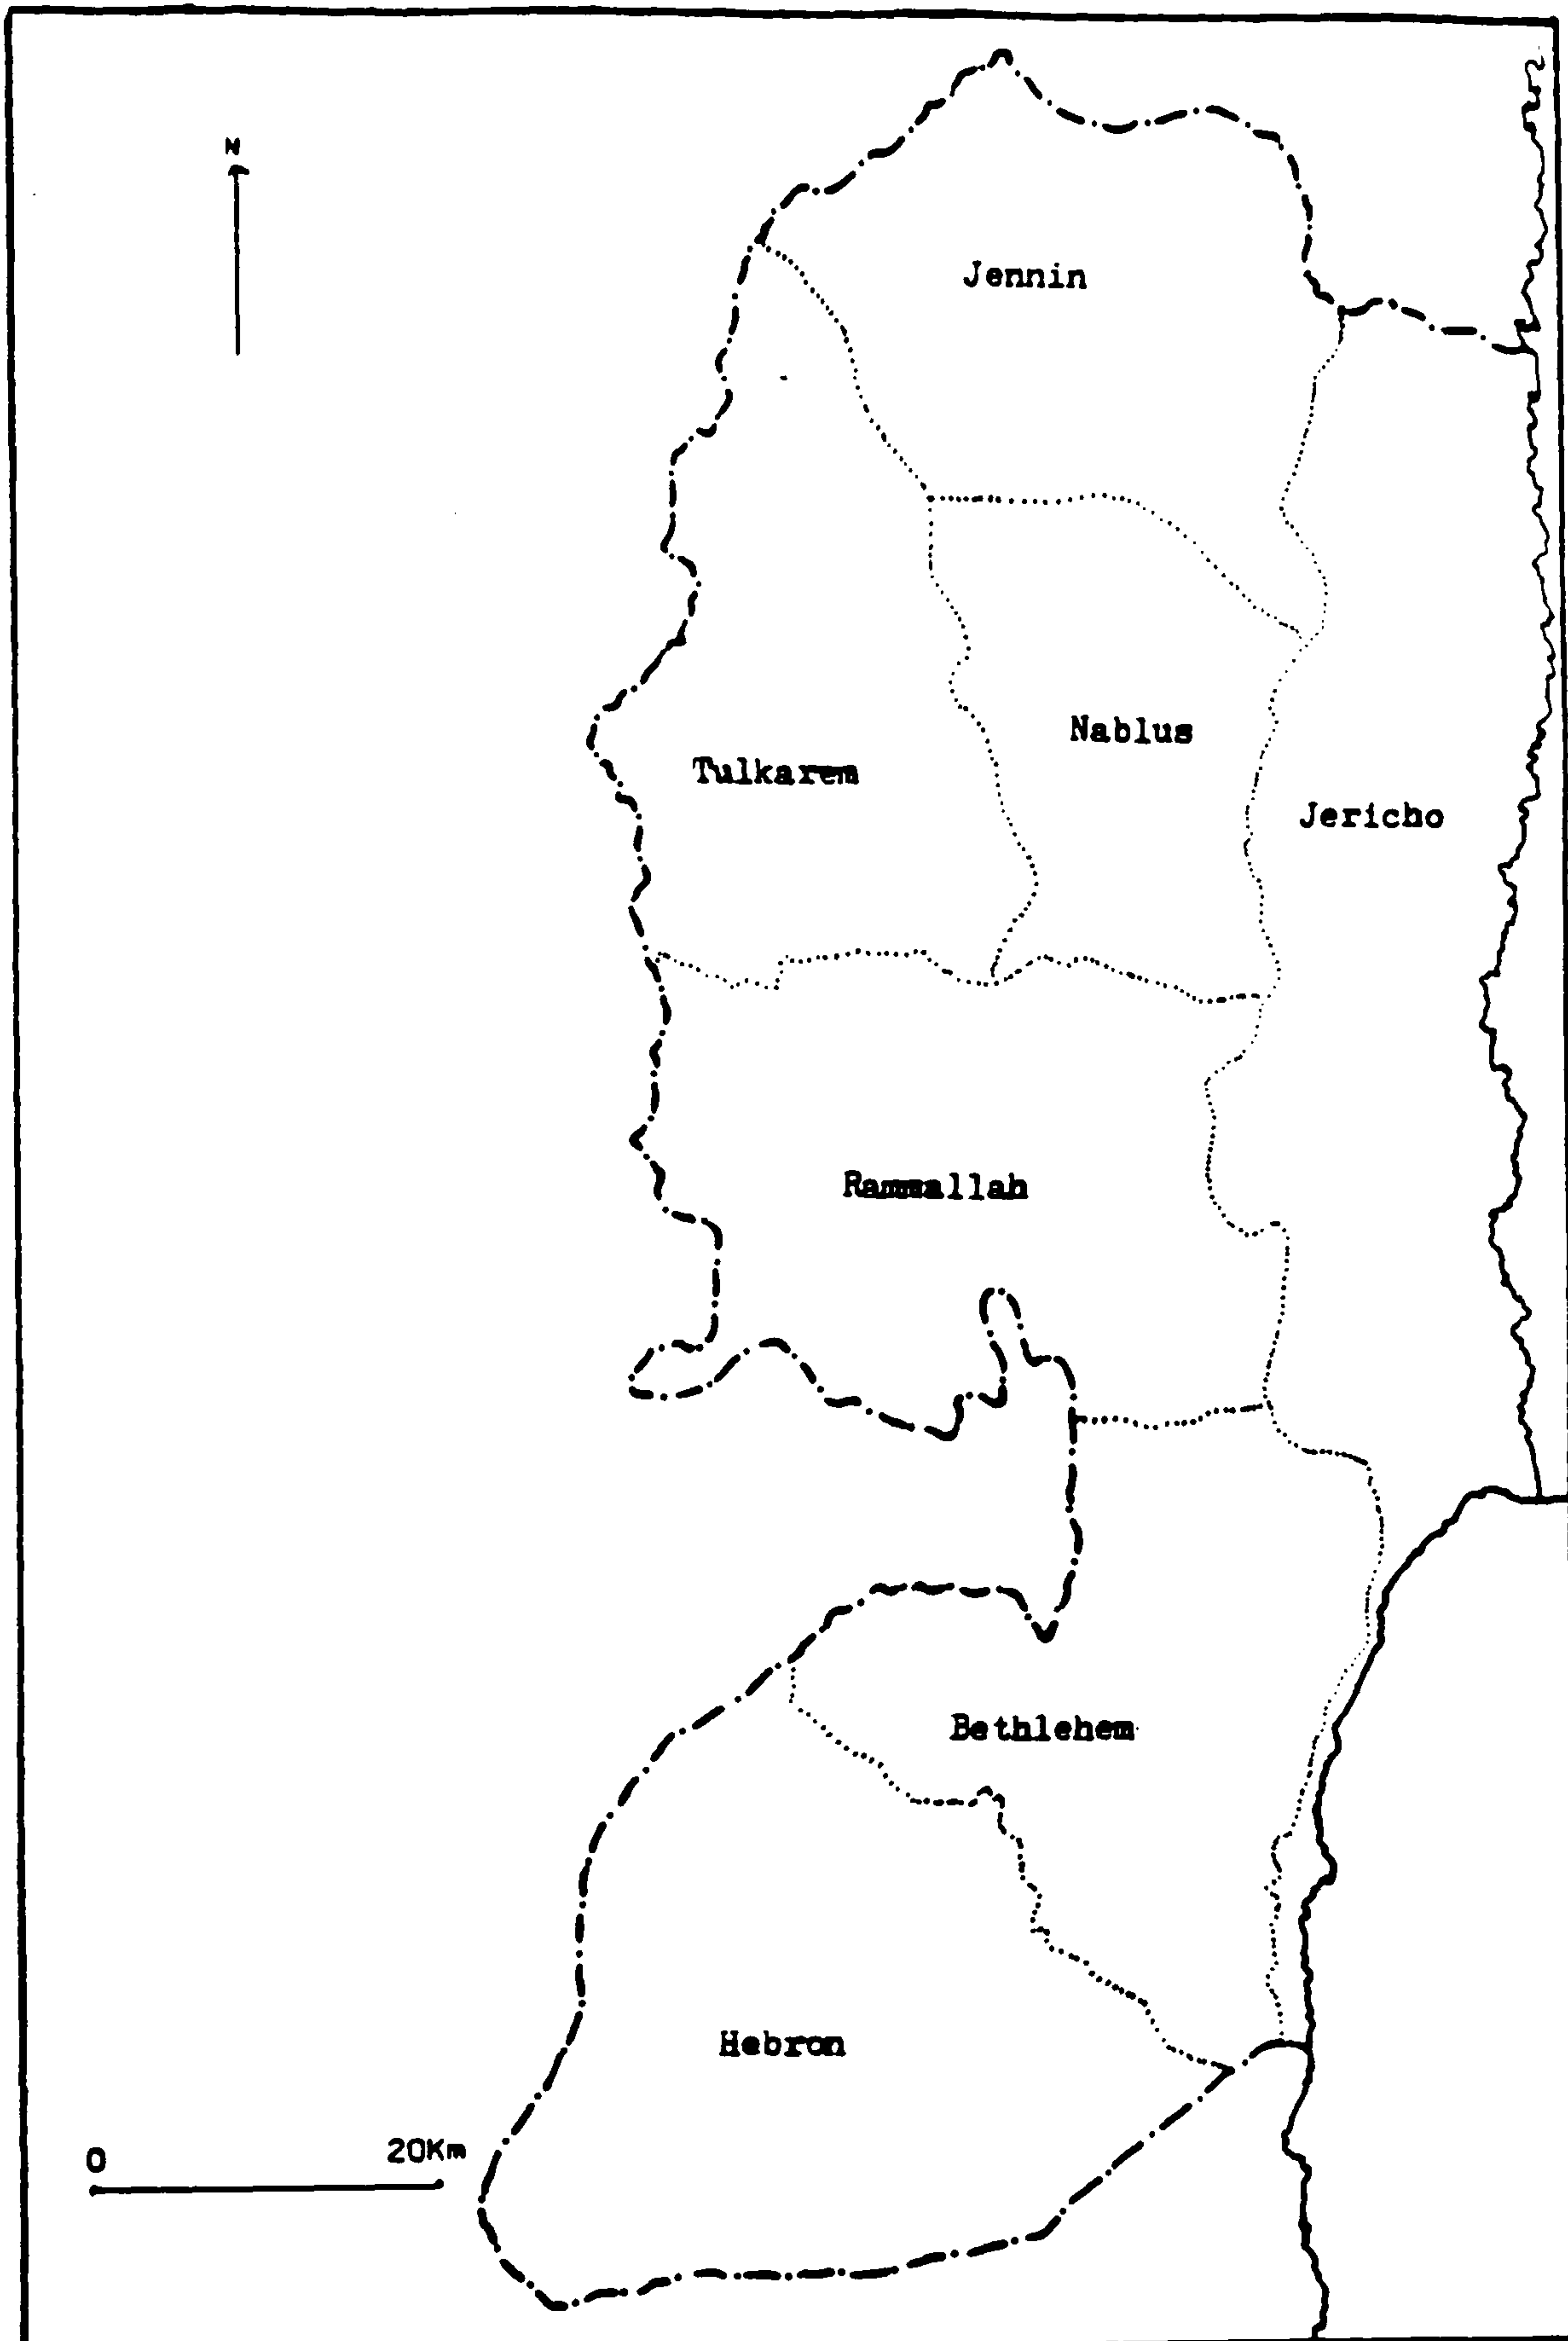 N
Jennin
Nablus
Tulkarem
Jericho
Rammallah
Bethlehem
Hebron
0 20Km